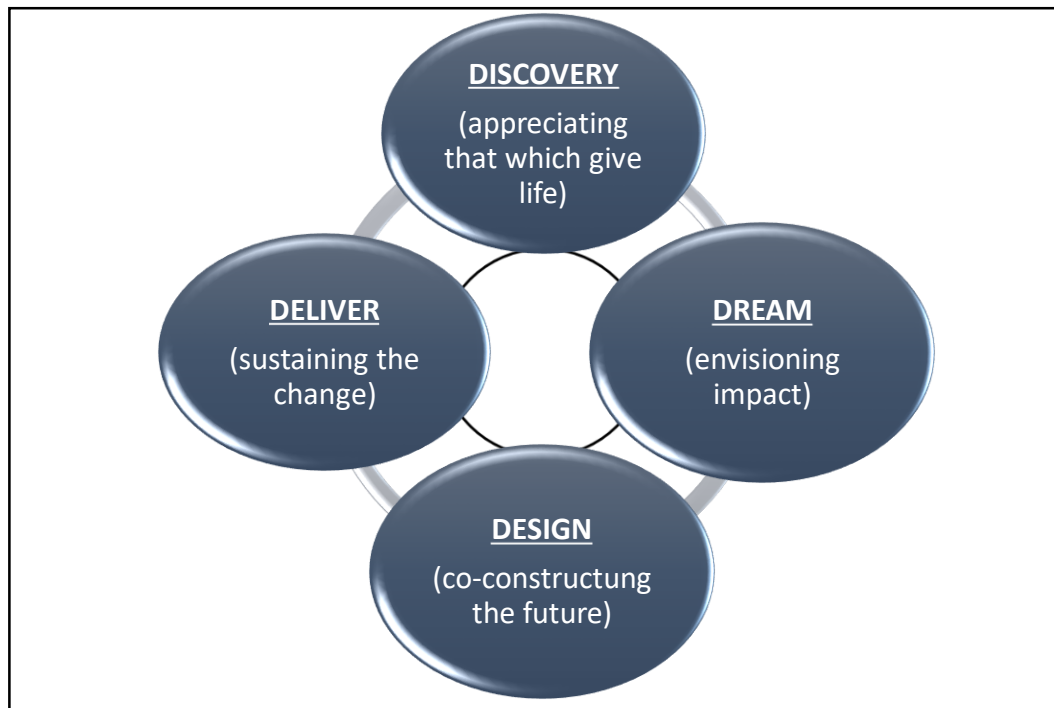 DISCOVERY
(appreciating
that which give
life)
DREAM
(envisioning
impact)
DESIGN
(co-constructung
the future)
DELIVER
(sustaining the
change)